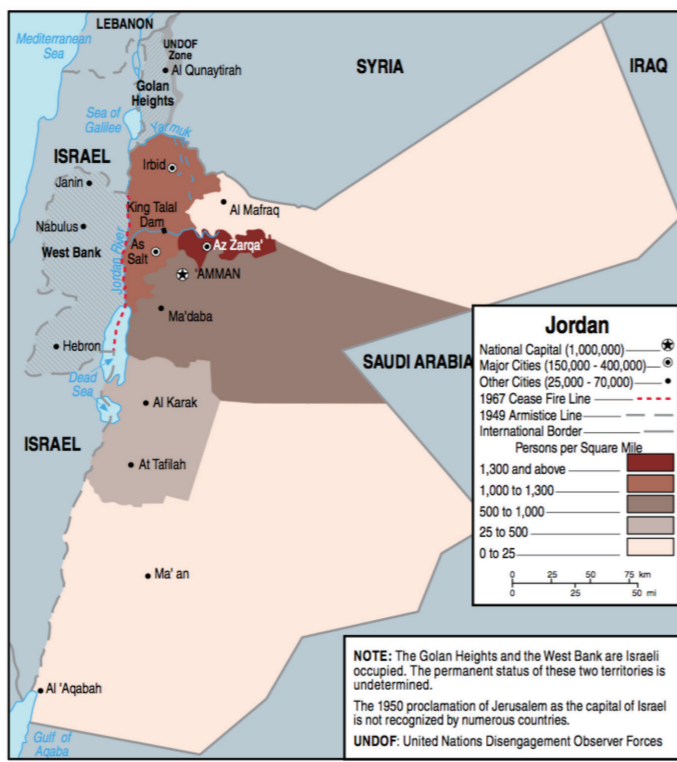 LEBANON
Mediterranean
Sea
UNDOF
Zone
Al Qunaytirah
SYRIA
IRAQ
Golan
Heights
Sea of
Galilee
Yarmuk
ISRAEL
Irbid
Janin
King Talal
Dam
Al Mafraq
Nabulus
West Bank
Jordan River
As
Salt
Az Zarqa'
'AMMAN
Ma'daba
Hebron
SAUDI ARABIA
Dead
Sea
Al Karak
ISRAEL
At Tafilah
Ma' an
Al 'Aqabah
Gulf of
Aqaba
Jordan
National Capital (1,000,000)
Major Cities (150,000 - 400,000)
Other Cities (25,000 - 70,000)
1967 Cease Fire Line
1949 Armistice Line
International Border
Persons per Square Mile
1,300 and above
1,000 to 1,300
500 to 1,000
25 to 500
0 to 25
0 25 50 75 km
0 25 50 mi
NOTE: The Golan Heights and the West Bank are Israeli
occupied. The permanent status of these two territories is
undetermined.
The 1950 proclamation of Jerusalem as the capital of Israel
is not recognized by numerous countries.
UNDOF: United Nations Disengagement Observer Forces